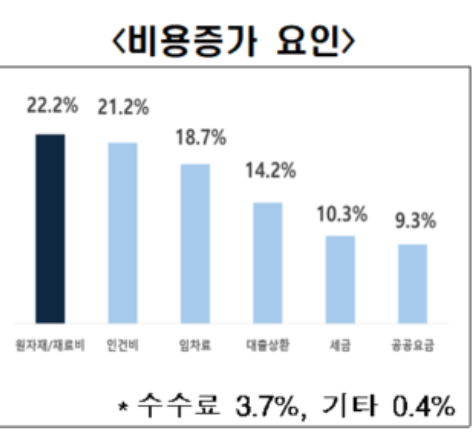 <비용증가 요인>
22.2% 21.2% 18.7% 14.2% 10.3% 9.3%
원자재/재료비 인건비 임차료 대출상환 세금 공공요금
* 수수료 3.7%, 기타 0.4%